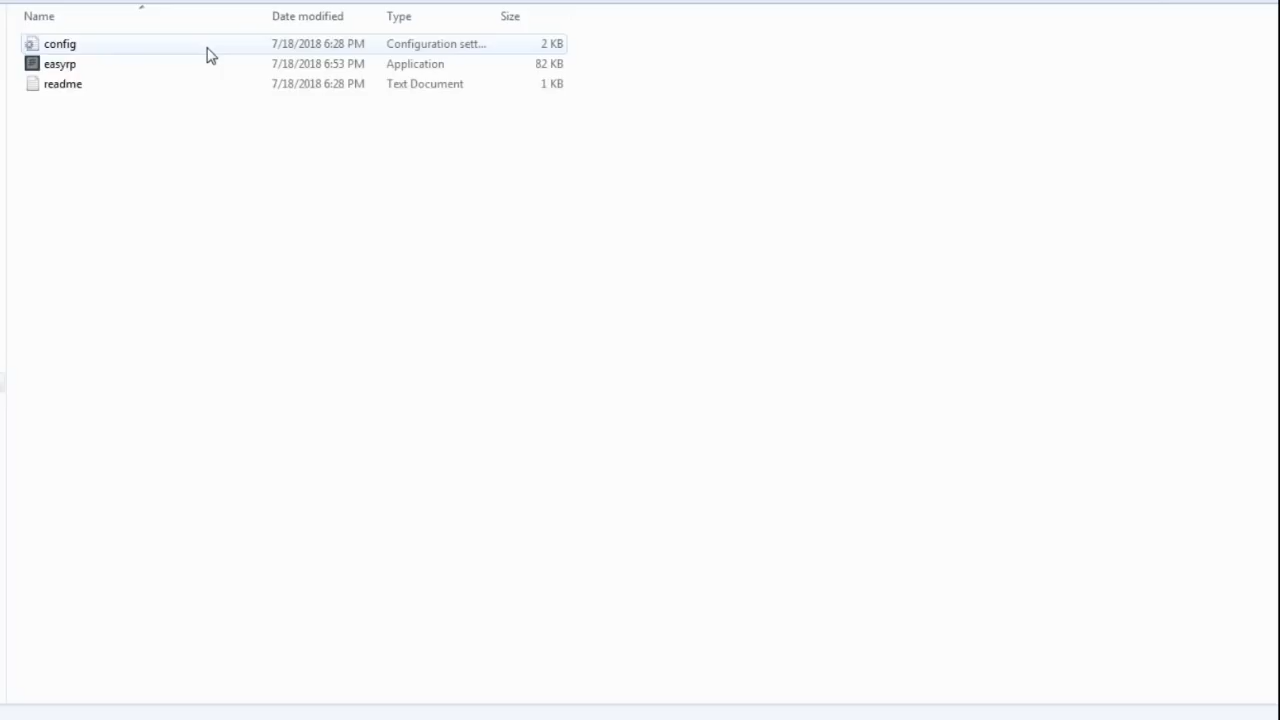 Name Date modified Type Size
config 7/18/2018 6:28 PM Configuration sett... 2 KB
easyrp 7/18/2018 6:53 PM Application 82 KB
readme 7/18/2018 6:28 PM Text Document 1 KB